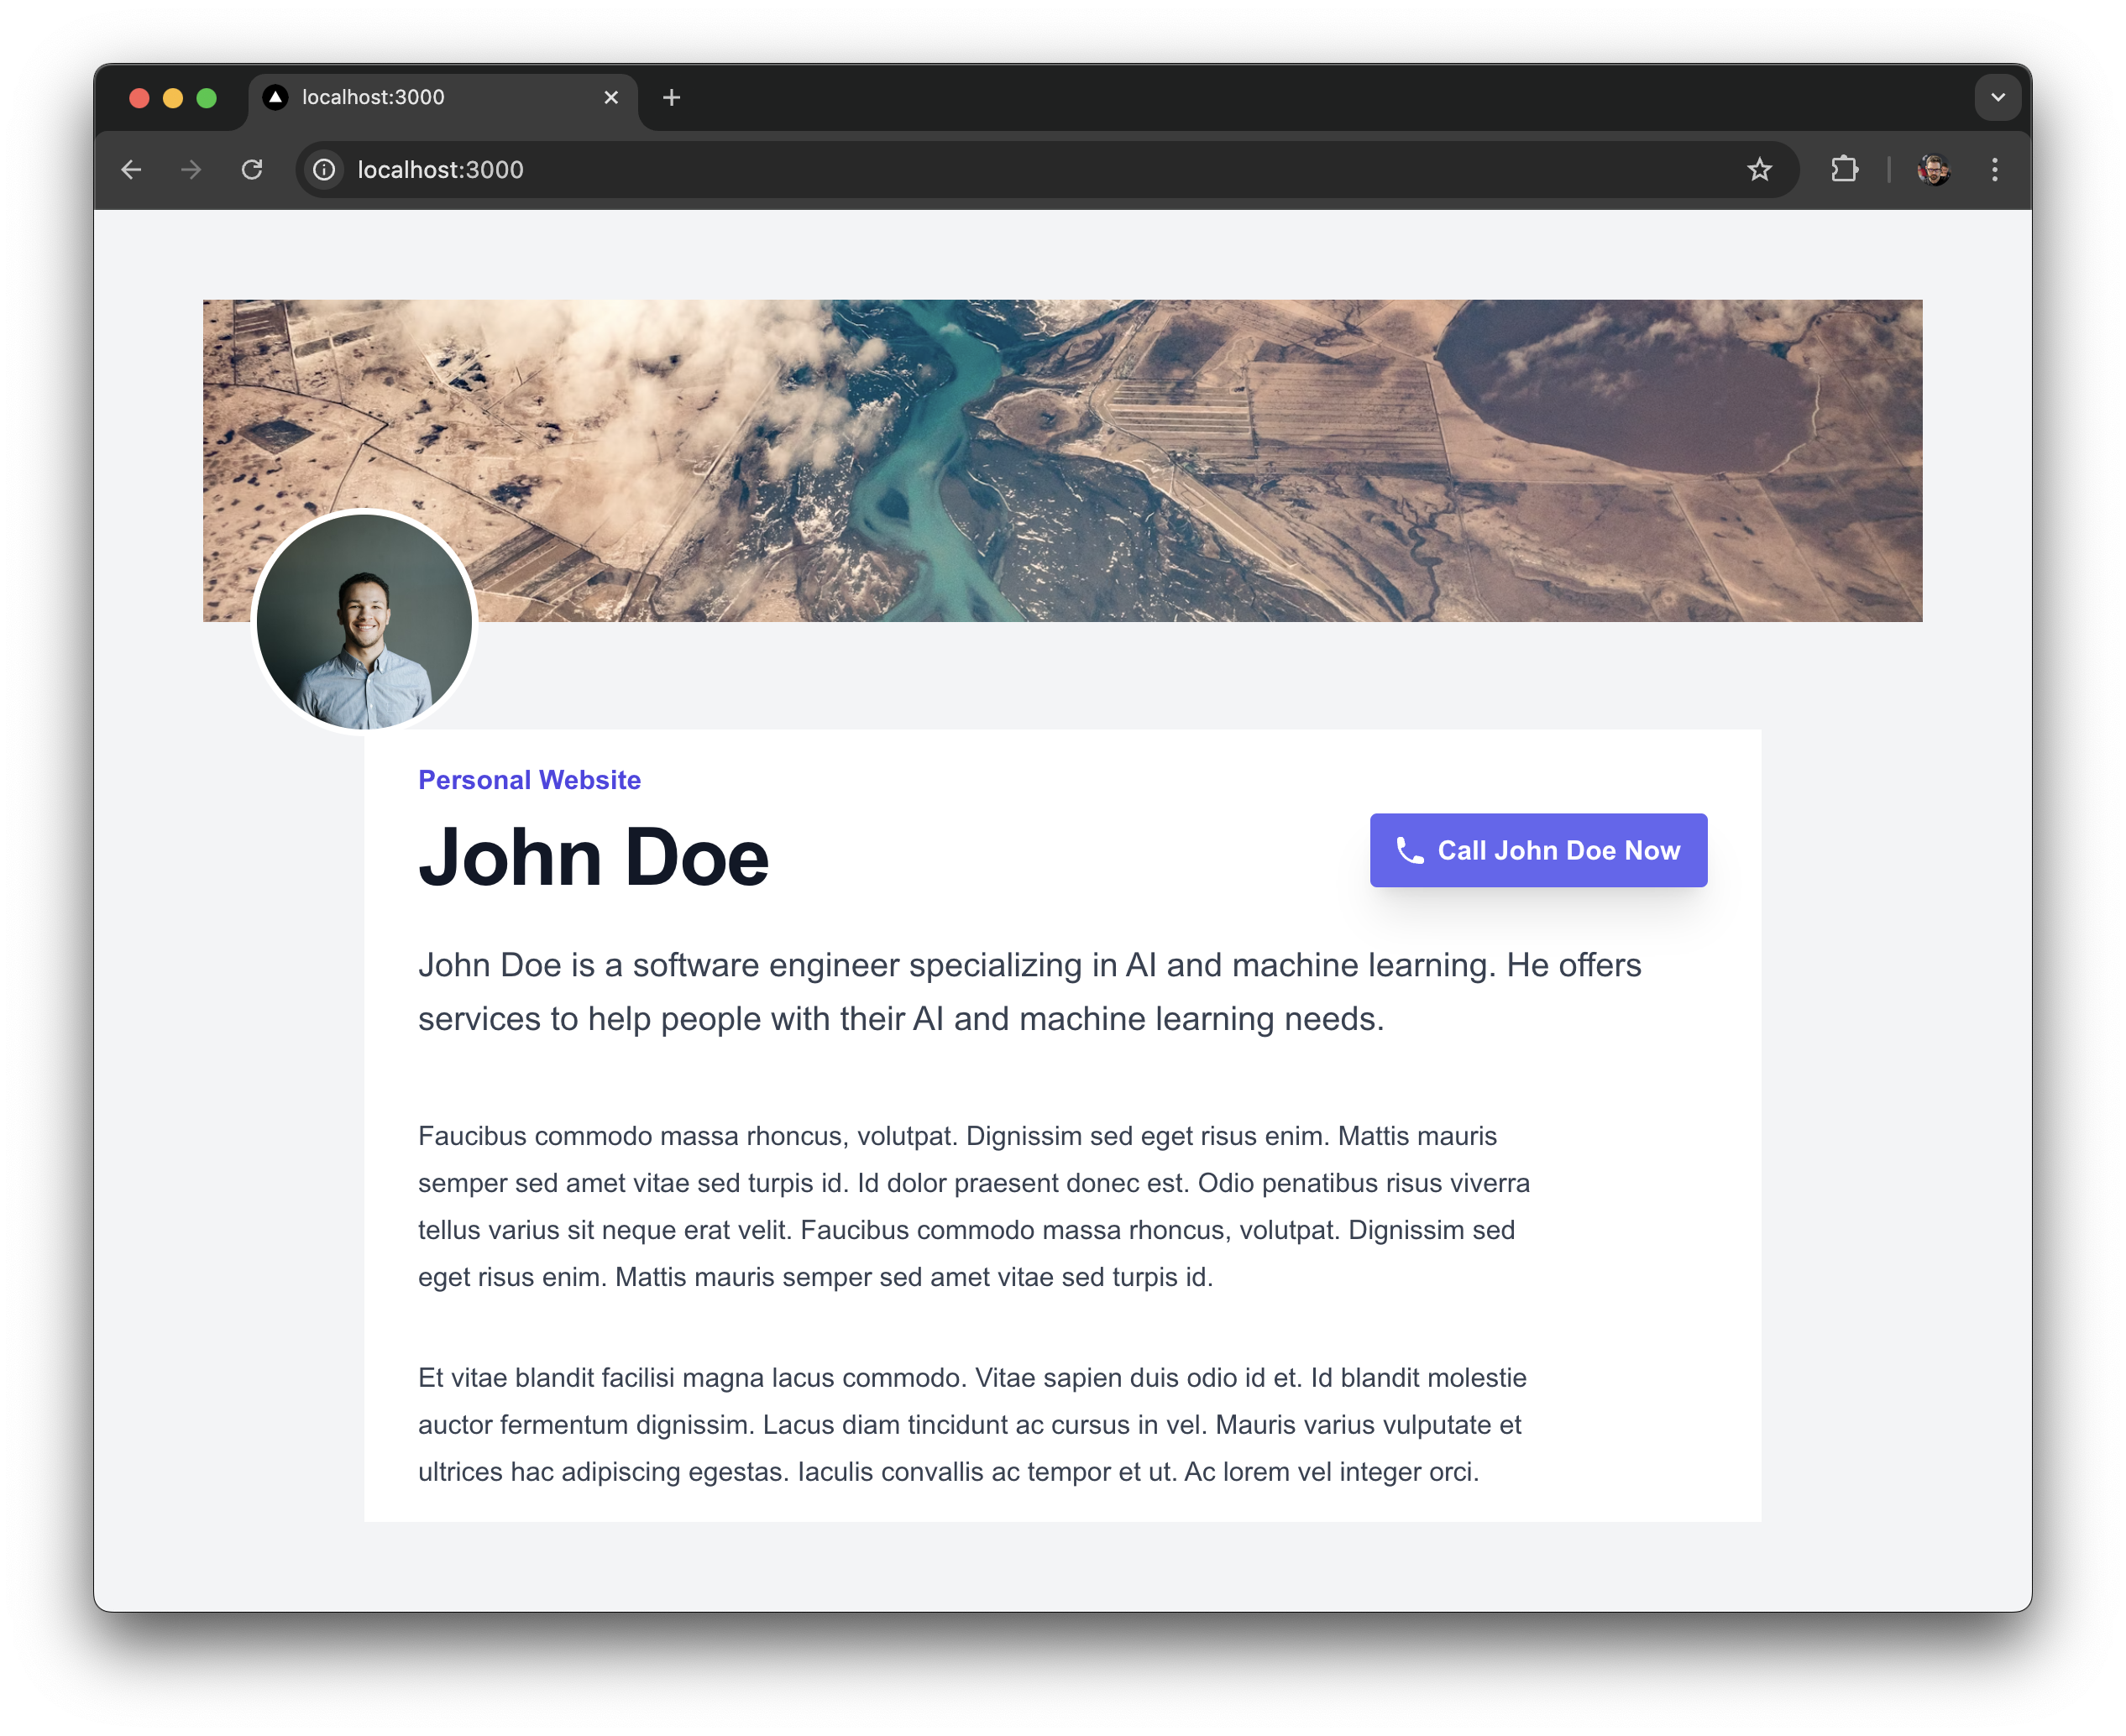 localhost:3000
localhost:3000
Personal Website
John Doe
Call John Doe Now
John Doe is a software engineer specializing in AI and machine learning. He offers
services to help people with their AI and machine learning needs.
Faucibus commodo massa rhoncus, volutpat. Dignissim sed eget risus enim. Mattis mauris
semper sed amet vitae sed turpis id. Id dolor praesent donec est. Odio penatibus risus viverra
tellus varius sit neque erat velit. Faucibus commodo massa rhoncus, volutpat. Dignissim sed
eget risus enim. Mattis mauris semper sed amet vitae sed turpis id.
Et vitae blandit facilisi magna lacus commodo. Vitae sapien duis odio id et. Id blandit molestie
auctor fermentum dignissim. Lacus diam tincidunt ac cursus in vel. Mauris varius vulputate et
ultrices hac adipiscing egestas. Iaculis convallis ac tempor et ut. Ac lorem vel integer orci.